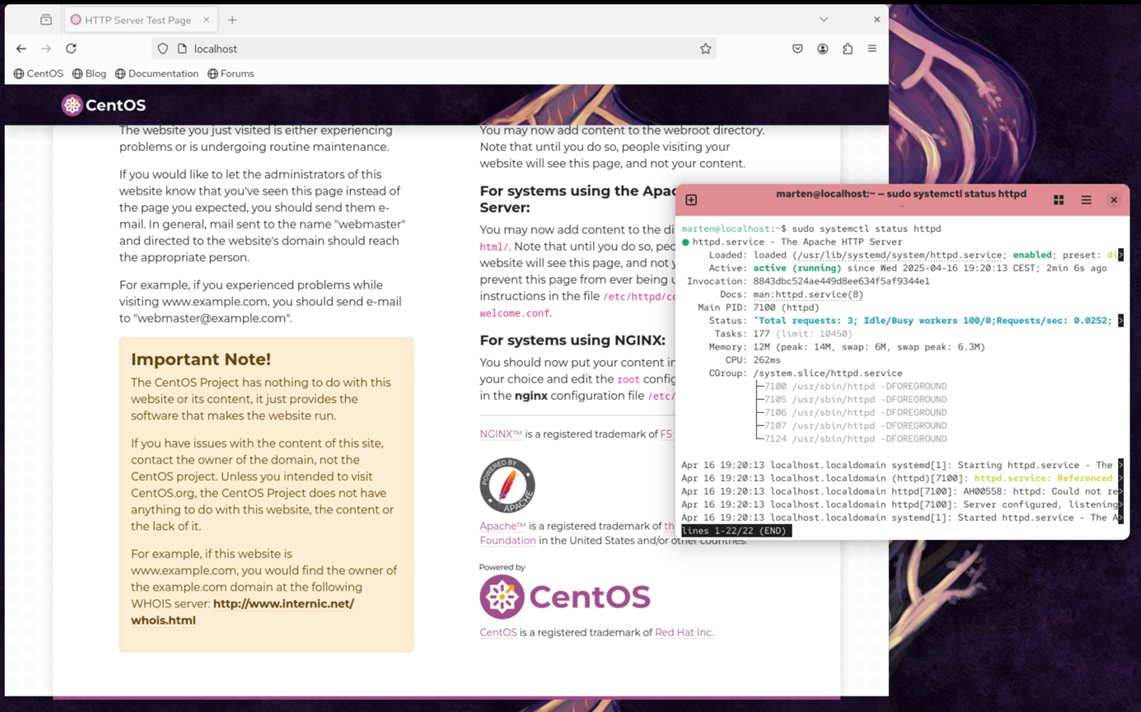 HTTP Server Test Page
localhost
CentOS
Blog
Documentation
Forums
CentOS
The website you just visited is either experiencing
problems or is undergoing routine maintenance.
If you would like to let the administrators of this
website know that you've seen this page instead of
the page you expected, you should send them e-
mail. In general, mail sent to the name "webmaster"
and directed to the website's domain should reach
the appropriate person.
For example, if you experienced problems while
visiting www.example.com, you should send e-mail
to "webmaster@example.com".
Important Note!
The CentOS Project has nothing to do with this
website or its content, it just provides the
software that makes the website run.
If you have issues with the content of this site,
contact the owner of the domain, not the
CentOS project. Unless you intended to visit
CentOS.org, the CentOS Project does not have
anything to do with this website, the content or
the lack of it.
For example, if this website is
www.example.com, you would find the owner of
the example.com domain at the following
WHOIS server: http://www.internic.net/
whois.html
You may now add content to the webroot directory.
Note that until you do so, people visiting your
website will see this page, and not your content.
For systems using the Apac
Server:
You may now add content to the di
html/. Note that until you do so, peo
website will see this page, and not y
prevent this page from ever being u
instructions in the file /etc/httpd/co
welcome.conf.
For systems using NGINX:
You should now put your content in
your choice and edit the root config
in the nginx configuration file /etc/
NGINX™ is a registered trademark of F5
POWERED BY
APACHE
Apache™ is a registered trademark of th
Foundation in the United States and/or other countries.
Powered by
CentOS
CentOS is a registered trademark of Red Hat Inc.
marten@localhost:~ — sudo systemctl status httpd
marten@localhost:~$ sudo systemctl status httpd
● httpd.service - The Apache HTTP Server
Loaded: loaded (/usr/lib/systemd/system/httpd.service; enabled; preset: di>
Active: active (running) since Wed 2025-04-16 19:20:13 CEST; 2min 6s ago
Invocation: 8843dbc524ae449d8ee634f5af9344e1
Docs: man:httpd.service(8)
Main PID: 7100 (httpd)
Status: "Total requests: 3; Idle/Busy workers 100/0;Requests/sec: 0.0252; >
Tasks: 177 (limit: 10450)
Memory: 12M (peak: 14M, swap: 6M, swap peak: 6.3M)
CPU: 262ms
CGroup: /system.slice/httpd.service
├─7100 /usr/sbin/httpd -DFOREGROUND
├─7105 /usr/sbin/httpd -DFOREGROUND
├─7106 /usr/sbin/httpd -DFOREGROUND
├─7107 /usr/sbin/httpd -DFOREGROUND
└─7124 /usr/sbin/httpd -DFOREGROUND
Apr 16 19:20:13 localhost.localdomain systemd[1]: Starting httpd.service - The >
Apr 16 19:20:13 localhost.localdomain (httpd)[7100]: httpd.service: Referenced >
Apr 16 19:20:13 localhost.localdomain httpd[7100]: AH00558: httpd: Could not re>
Apr 16 19:20:13 localhost.localdomain httpd[7100]: Server configured, listening>
Apr 16 19:20:13 localhost.localdomain systemd[1]: Started httpd.service - The A>
lines 1-22/22 (END)